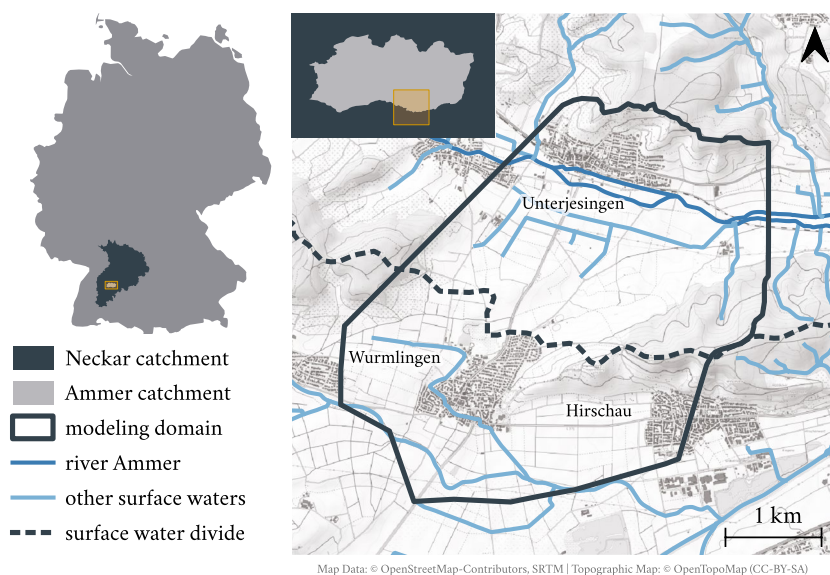 Neckar catchment
Ammer catchment
modeling domain
river Ammer
other surface waters
surface water divide
Unterjesingen
Wurmlingen
Hirschau
1 km
Map Data: © OpenStreetMap-Contributors, SRTM | Topographic Map: © OpenTopoMap (CC-BY-SA)